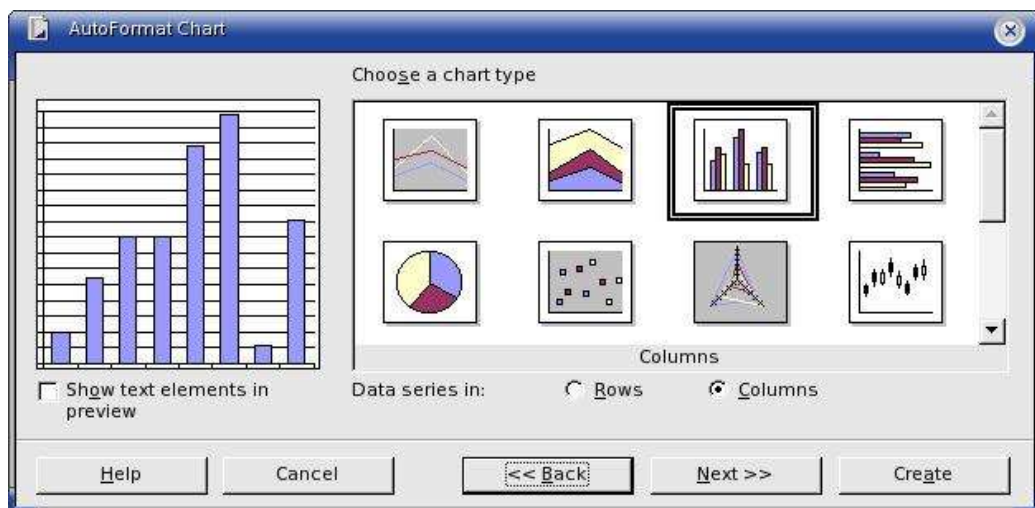 AutoFormat Chart
Choose a chart type
Columns
Show text elements in
preview
Data series in:
Rows
Columns
Help
Cancel
<< Back
Next >>
Create